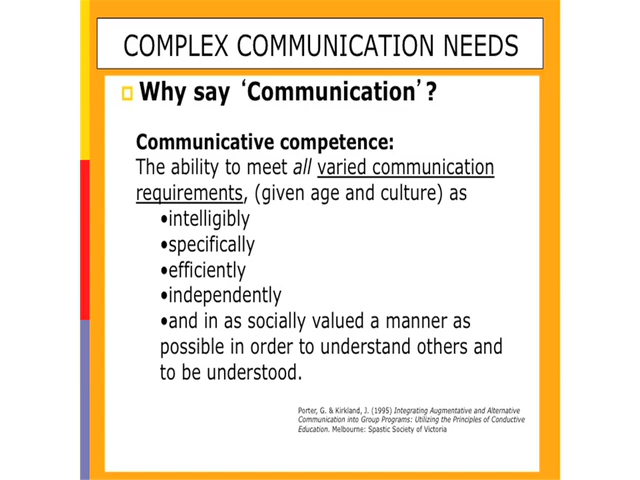 COMPLEX COMMUNICATION NEEDS
Why say ‘Communication’?
Communicative competence:
The ability to meet all varied communication
requirements, (given age and culture) as
•intelligibly
•specifically
•efficiently
•independently
•and in as socially valued a manner as
possible in order to understand others and
to be understood.
Porter, G. & Kirkland, J. (1995) Integrating Augmentative and Alternative
Communication into Group Programs: Utilizing the Principles of Conductive
Education. Melbourne: Spastic Society of Victoria